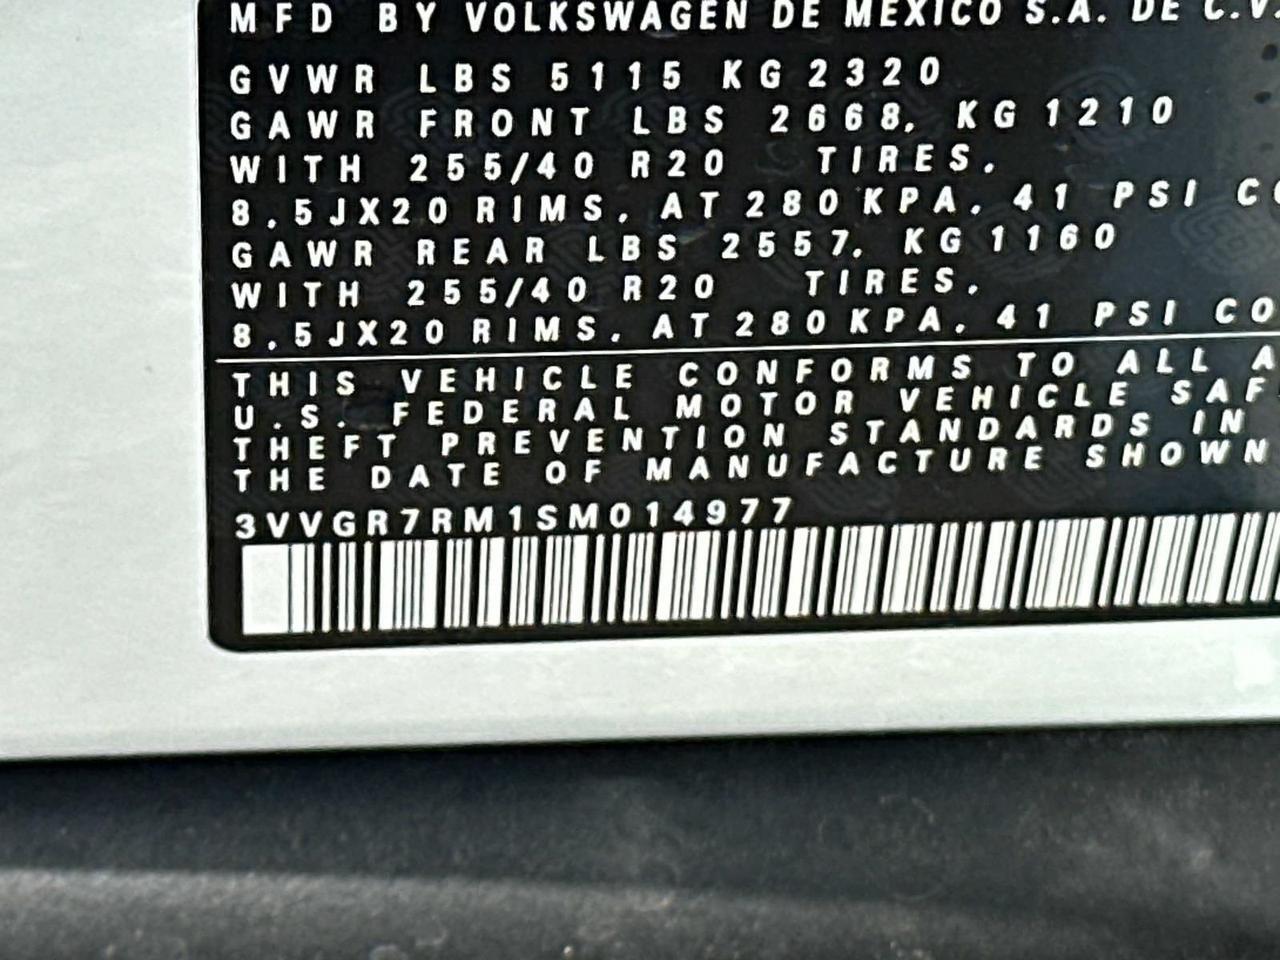 MFD BY VOLKSWAGEN DE MEXICO S.A. DE C.V.
GVWR LBS 5115 KG 2320
GAWR FRONT LBS 2668, KG 1210
WITH 255/40 R20 TIRES.
8.5JX20 RIMS. AT 280 KPA. 41 PSI CO
GAWR REAR LBS 2557, KG 1160
WITH 255/40 R20 TIRES.
8.5JX20 RIMS. AT 280 KPA. 41 PSI CO
THIS VEHICLE CONFORMS TO ALL A
U.S. FEDERAL MOTOR VEHICLE SAF
THEFT PREVENTION STANDARDS IN
THE DATE OF MANUFACTURE SHOWN
3VVGR7RM1SM014977